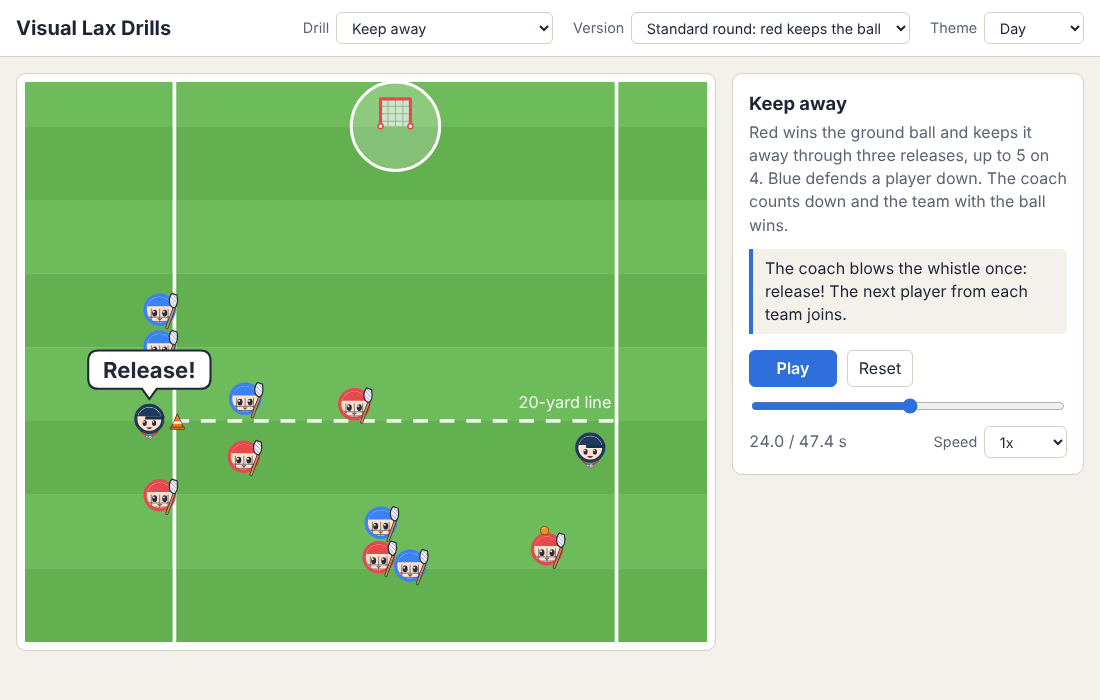 Visual Lax Drills
Drill
Keep away
Version
Standard round: red keeps the ball
Theme
Day
Release!
20-yard line
Keep away
Red wins the ground ball and keeps it
away through three releases, up to 5 on
4. Blue defends a player down. The coach
counts down and the team with the ball
wins.
The coach blows the whistle once:
release! The next player from each
team joins.
Play
Reset
24.0 / 47.4 s
Speed
1x